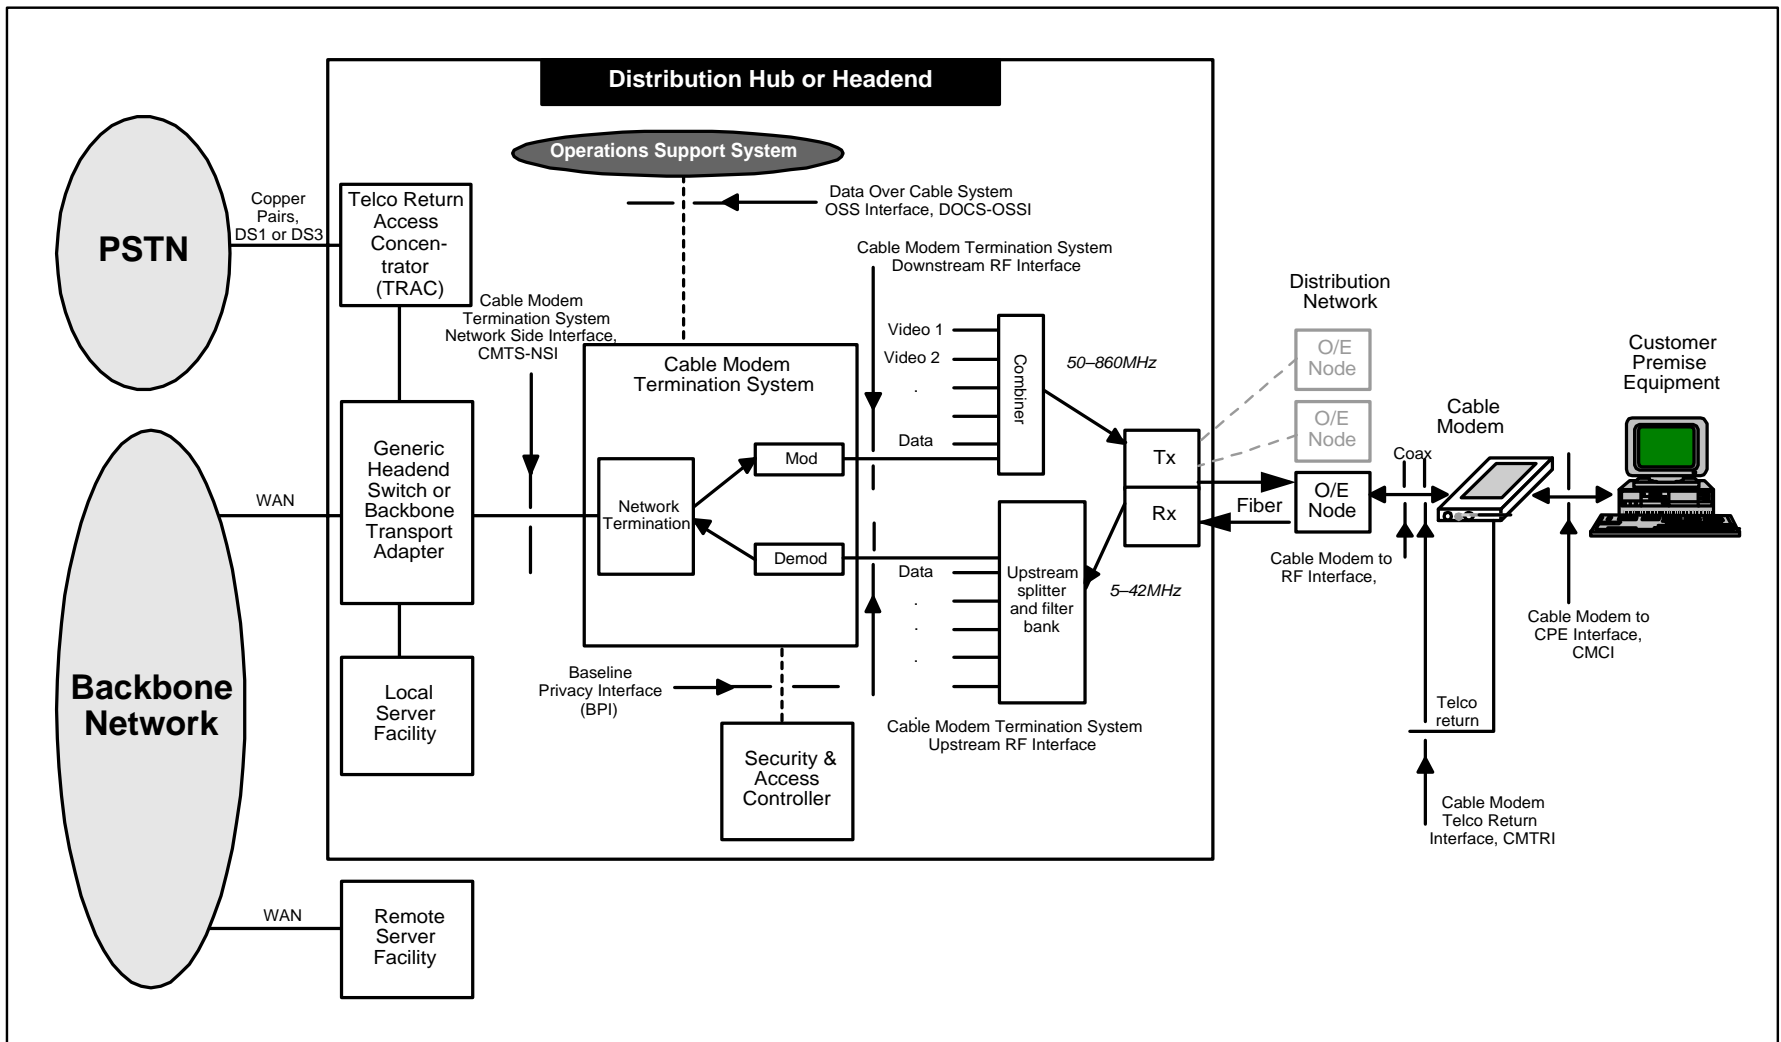 Distribution Hub or Headend
Operations Support System
Data Over Cable System
OSS Interface, DOCS-OSSI
Copper
Pairs,
DS1 or DS3
PSTN
Telco Return
Access
Concen-
trator
(TRAC)
Cable Modem
Termination System
Network Side Interface,
CMTS-NSI
Cable Modem Termination System
Downstream RF Interface
Cable Modem
Termination System
Video 1
Video 2
.
Data
Combiner
50–860MHz
Distribution
Network
O/E
Node
O/E
Node
Customer
Premise
Equipment
Cable
Modem
Coax
Generic
Headend
Switch or
Backbone
Transport
Adapter
WAN
Network
Termination
Mod
Demod
Tx
Rx
Fiber
O/E
Node
Data
.
.
.
Upstream
splitter
and filter
bank
5–42MHz
Cable Modem to
RF Interface,
Cable Modem to
CPE Interface,
CMCI
Backbone
Network
Local
Server
Facility
Baseline
Privacy Interface
(BPI)
.
Cable Modem Termination System
Upstream RF Interface
Security &
Access
Controller
Telco
return
Cable Modem
Telco Return
Interface, CMTRI
WAN
Remote
Server
Facility